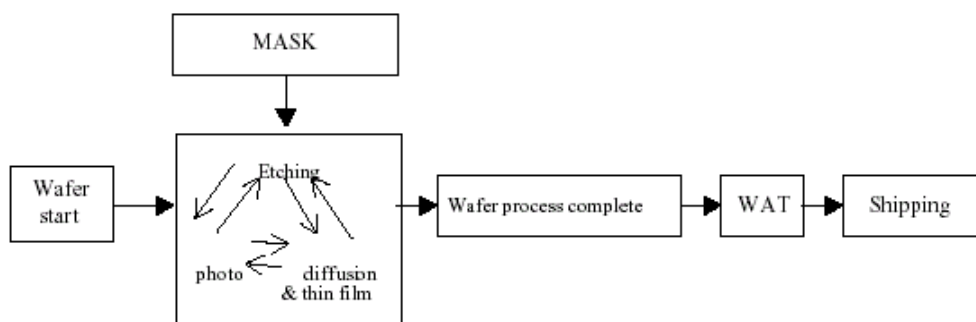 MASK
Wafer
start
Etching
photo
diffusion
& thin film
Wafer process complete
WAT
Shipping